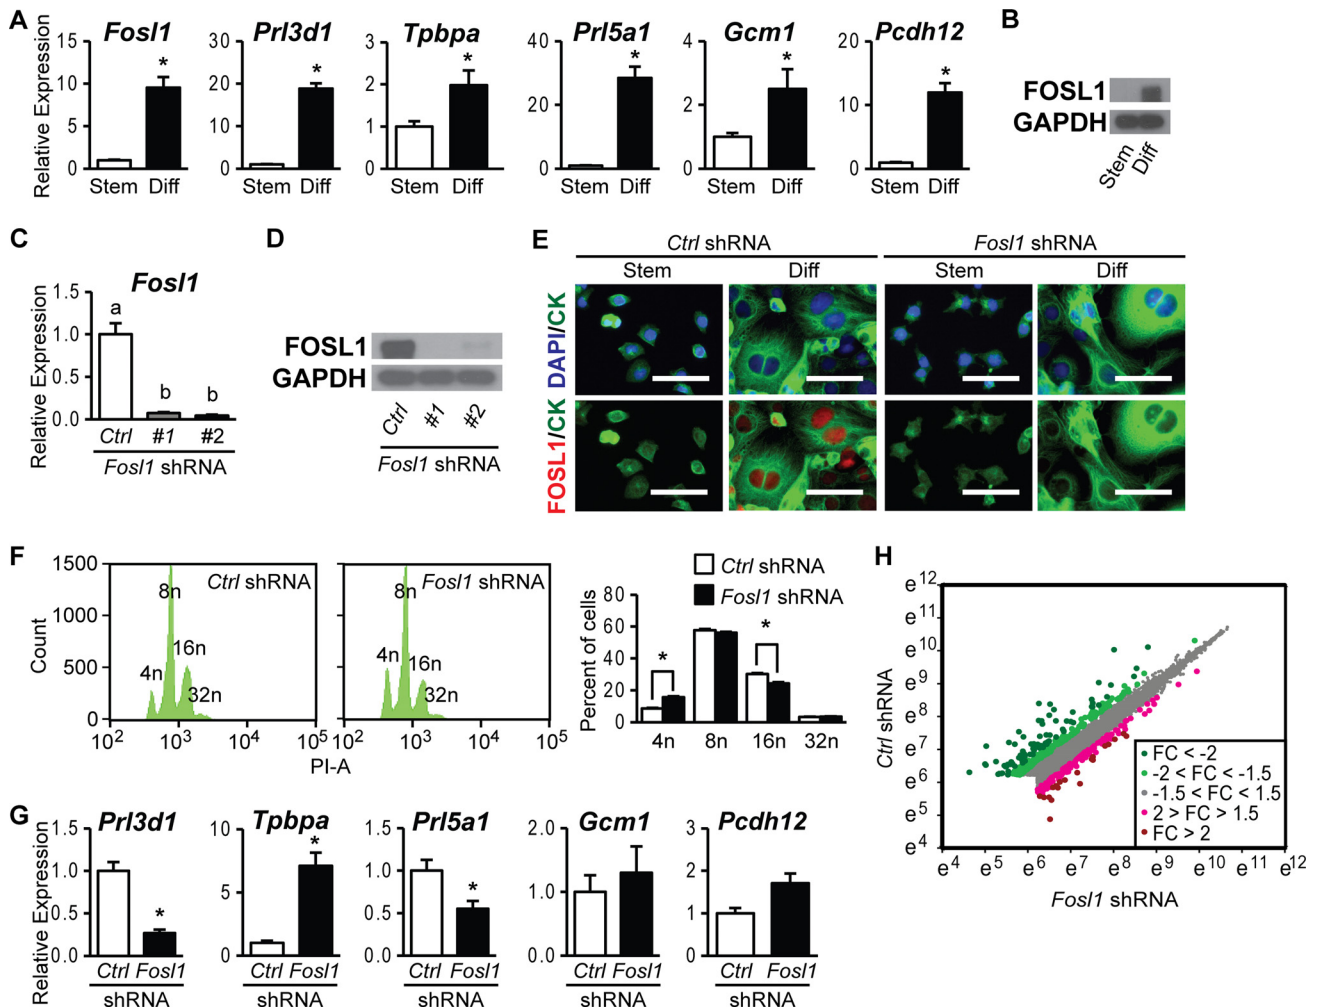 A
Fosl1 Prl3d1 Tpbpa Prl5a1 Gcm1 Pcdh12
Relative Expression
15 10 5 0
* Stem Diff
30 20 10 0
* Stem Diff
3 2 1 0
* Stem Diff
40 20 0
* Stem Diff
4 2 0
* Stem Diff
20 10 0
* Stem Diff
B
FOSL1
GAPDH
Stem Diff
C
Fosl1
Relative Expression
1.5 1.0 0.5 0.0
a b b
Ctrl #1 #2
Fosl1 shRNA
D
FOSL1
GAPDH
Ctrl #1 #2
Fosl1 shRNA
E
Ctrl shRNA Fosl1 shRNA
Stem Diff Stem Diff
DAPI/CK
FOSL1/CK
F
Count
1500 1000 500 0
Ctrl shRNA
8n
16n
4n
32n
10² 10³ 10⁴ 10⁵
Fosl1 shRNA
8n
4n 16n
32n
10² 10³ 10⁴ 10⁵
PI-A
Ctrl shRNA
Fosl1 shRNA
Percent of cells
80 60 40 20 0
* *
4n 8n 16n 32n
G
Prl3d1 Tpbpa Prl5a1 Gcm1 Pcdh12
Relative Expression
1.5 1.0 0.5 0.0
*
Ctrl Fosl1
shRNA
10 5 0
*
Ctrl Fosl1
shRNA
1.5 1.0 0.5 0.0
*
Ctrl Fosl1
shRNA
2.0 1.0 0.0
Ctrl Fosl1
shRNA
3 2 1 0
Ctrl Fosl1
shRNA
H
Ctrl shRNA
e¹² e¹¹ e¹⁰ e⁹ e⁸ e⁷ e⁶ e⁵ e⁴
FC < -2
-2 < FC < -1.5
-1.5 < FC < 1.5
2 > FC > 1.5
FC > 2
e⁴ e⁵ e⁶ e⁷ e⁸ e⁹ e¹⁰ e¹¹ e¹²
Fosl1 shRNA